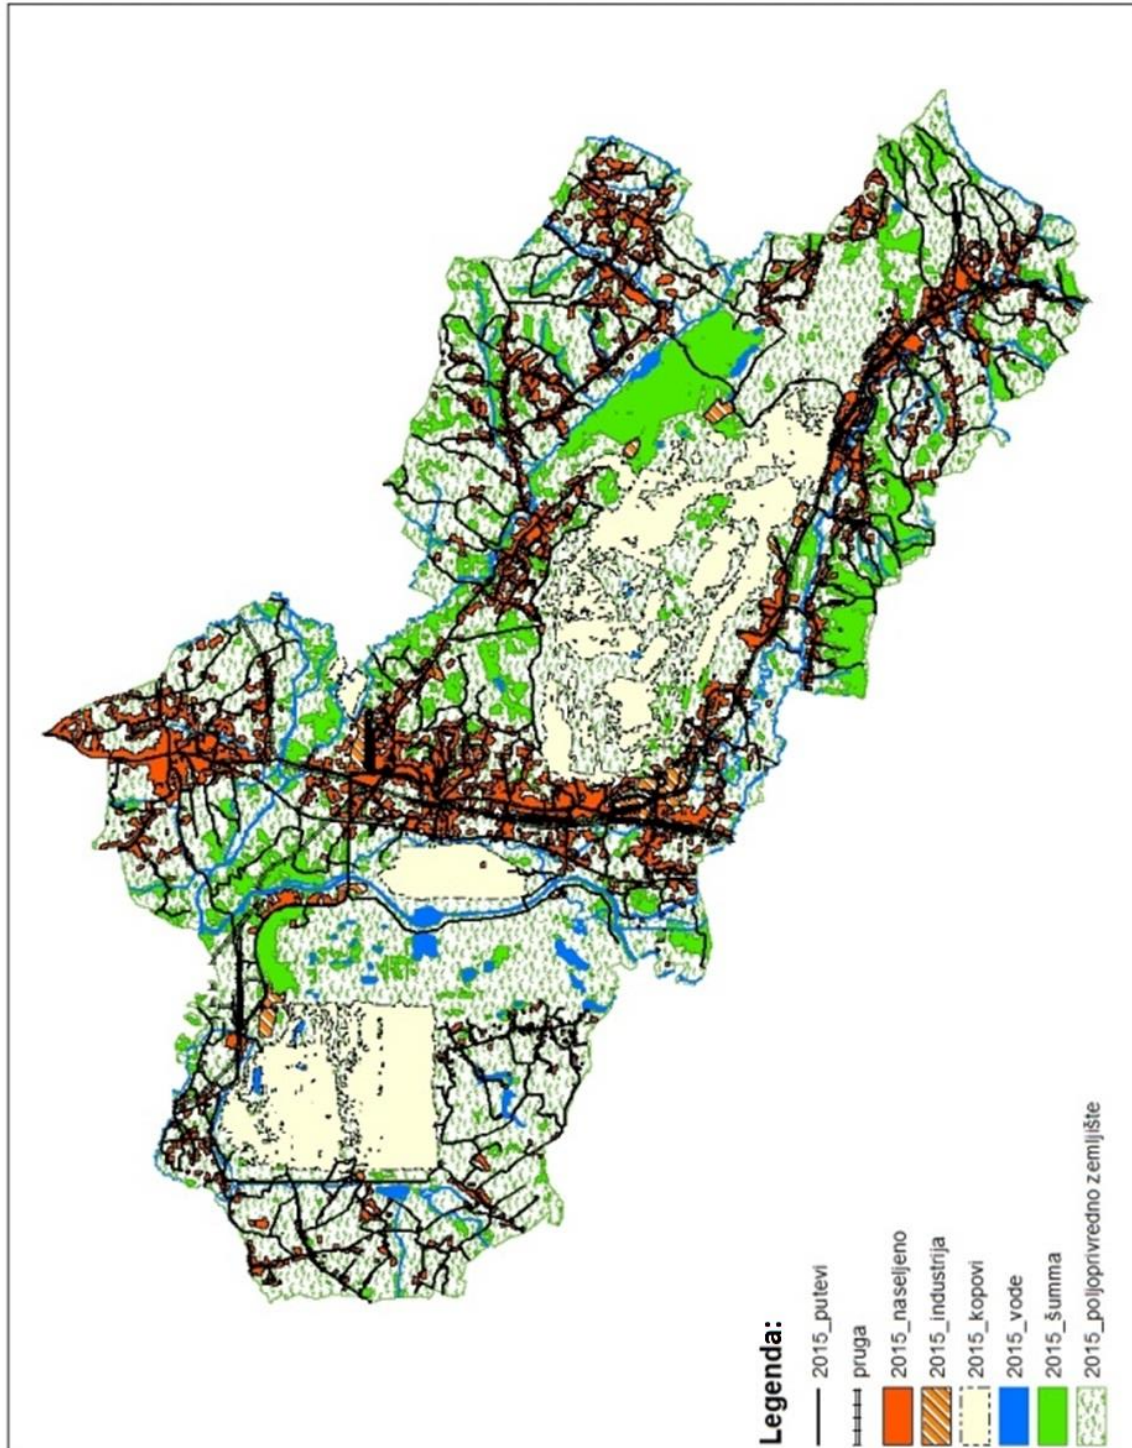 Legenda:
2015_putevi
pruga
2015_naseljeno
2015_industrija
2015_kopovi
2015_vode
2015_šumma
2015_poljoprivredno zemljište